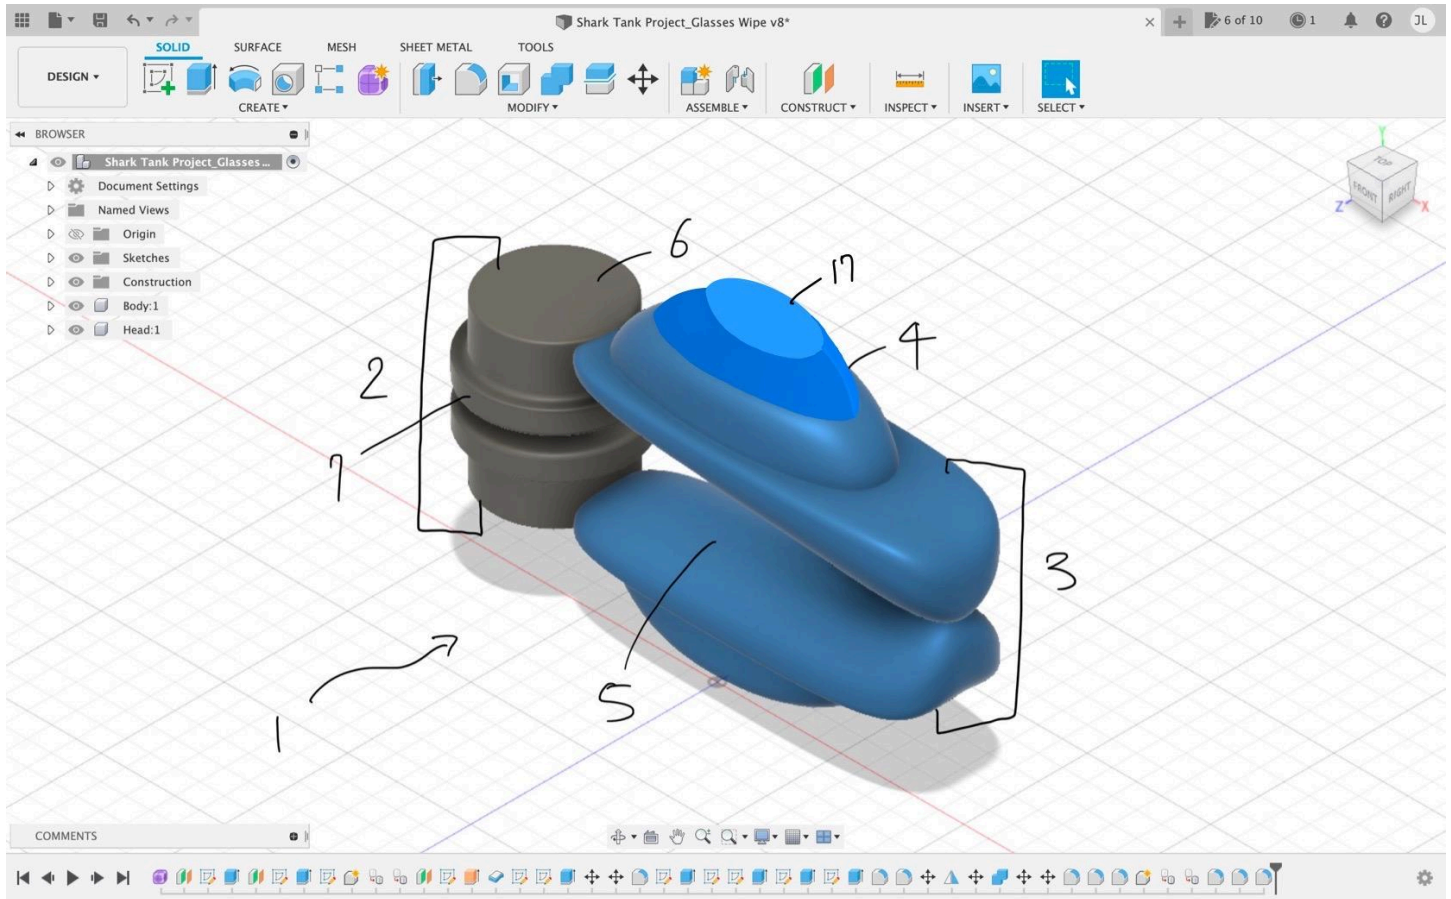 Shark Tank Project_Glasses Wipe v8*
6 of 10
1
JL
DESIGN
SOLID
SURFACE
MESH
SHEET METAL
TOOLS
CREATE
MODIFY
ASSEMBLE
CONSTRUCT
INSPECT
INSERT
SELECT
BROWSER
Shark Tank Project_Glasses...
Document Settings
Named Views
Origin
Sketches
Construction
Body:1
Head:1
Y
TOP
FRONT
RIGHT
Z
X
6
17
4
2
7
3
5
1
COMMENTS